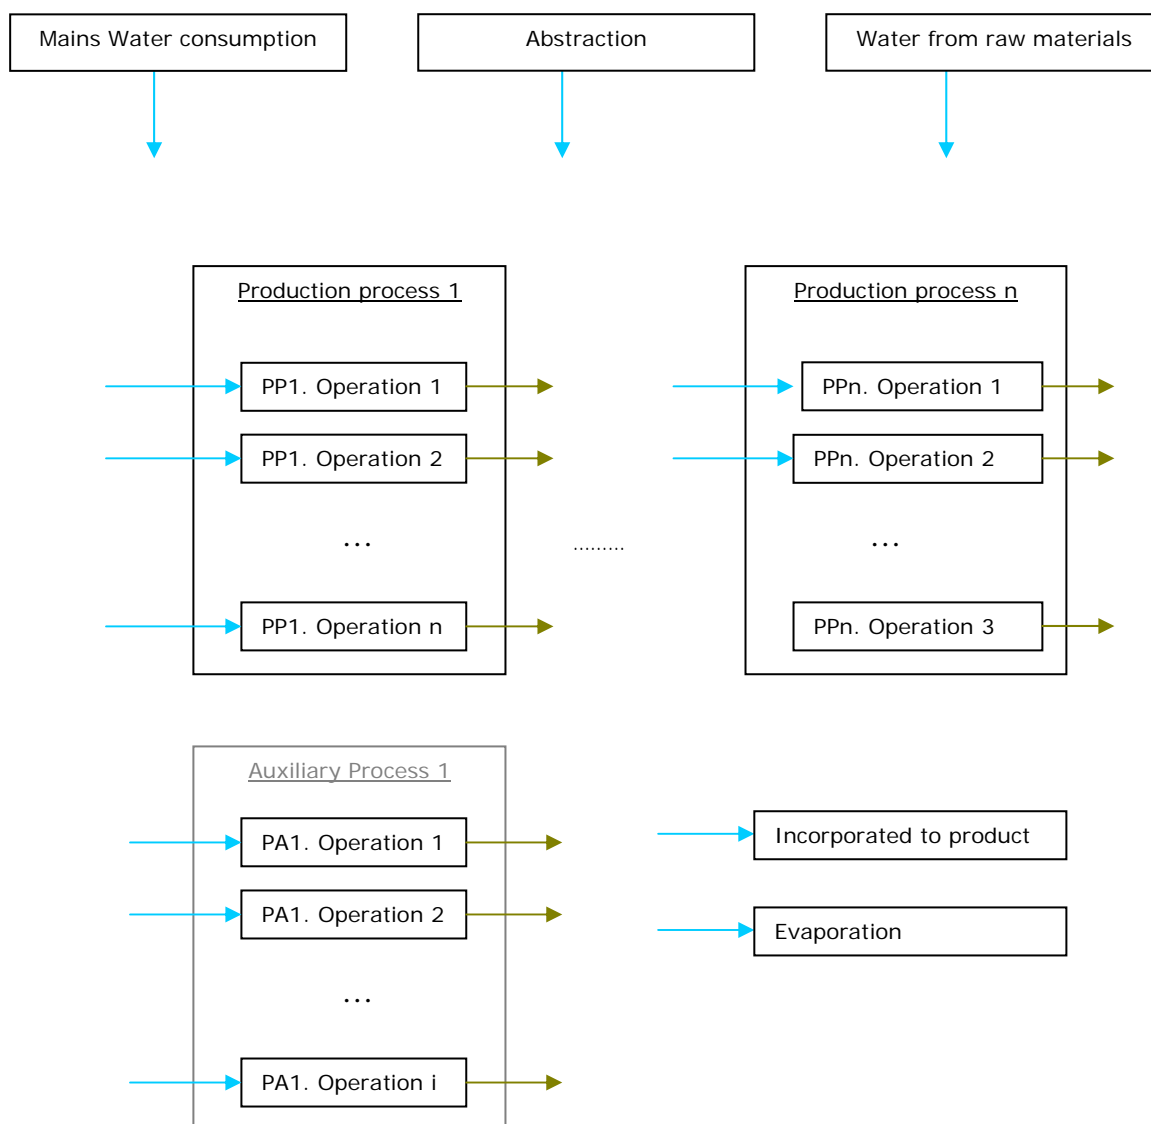 Mains Water consumption
Abstraction
Water from raw materials
Production process 1
PP1. Operation 1
PP1. Operation 2
...
PP1. Operation n
.........
Production process n
PPn. Operation 1
PPn. Operation 2
...
PPn. Operation 3
Auxiliary Process 1
PA1. Operation 1
PA1. Operation 2
...
PA1. Operation i
Incorporated to product
Evaporation